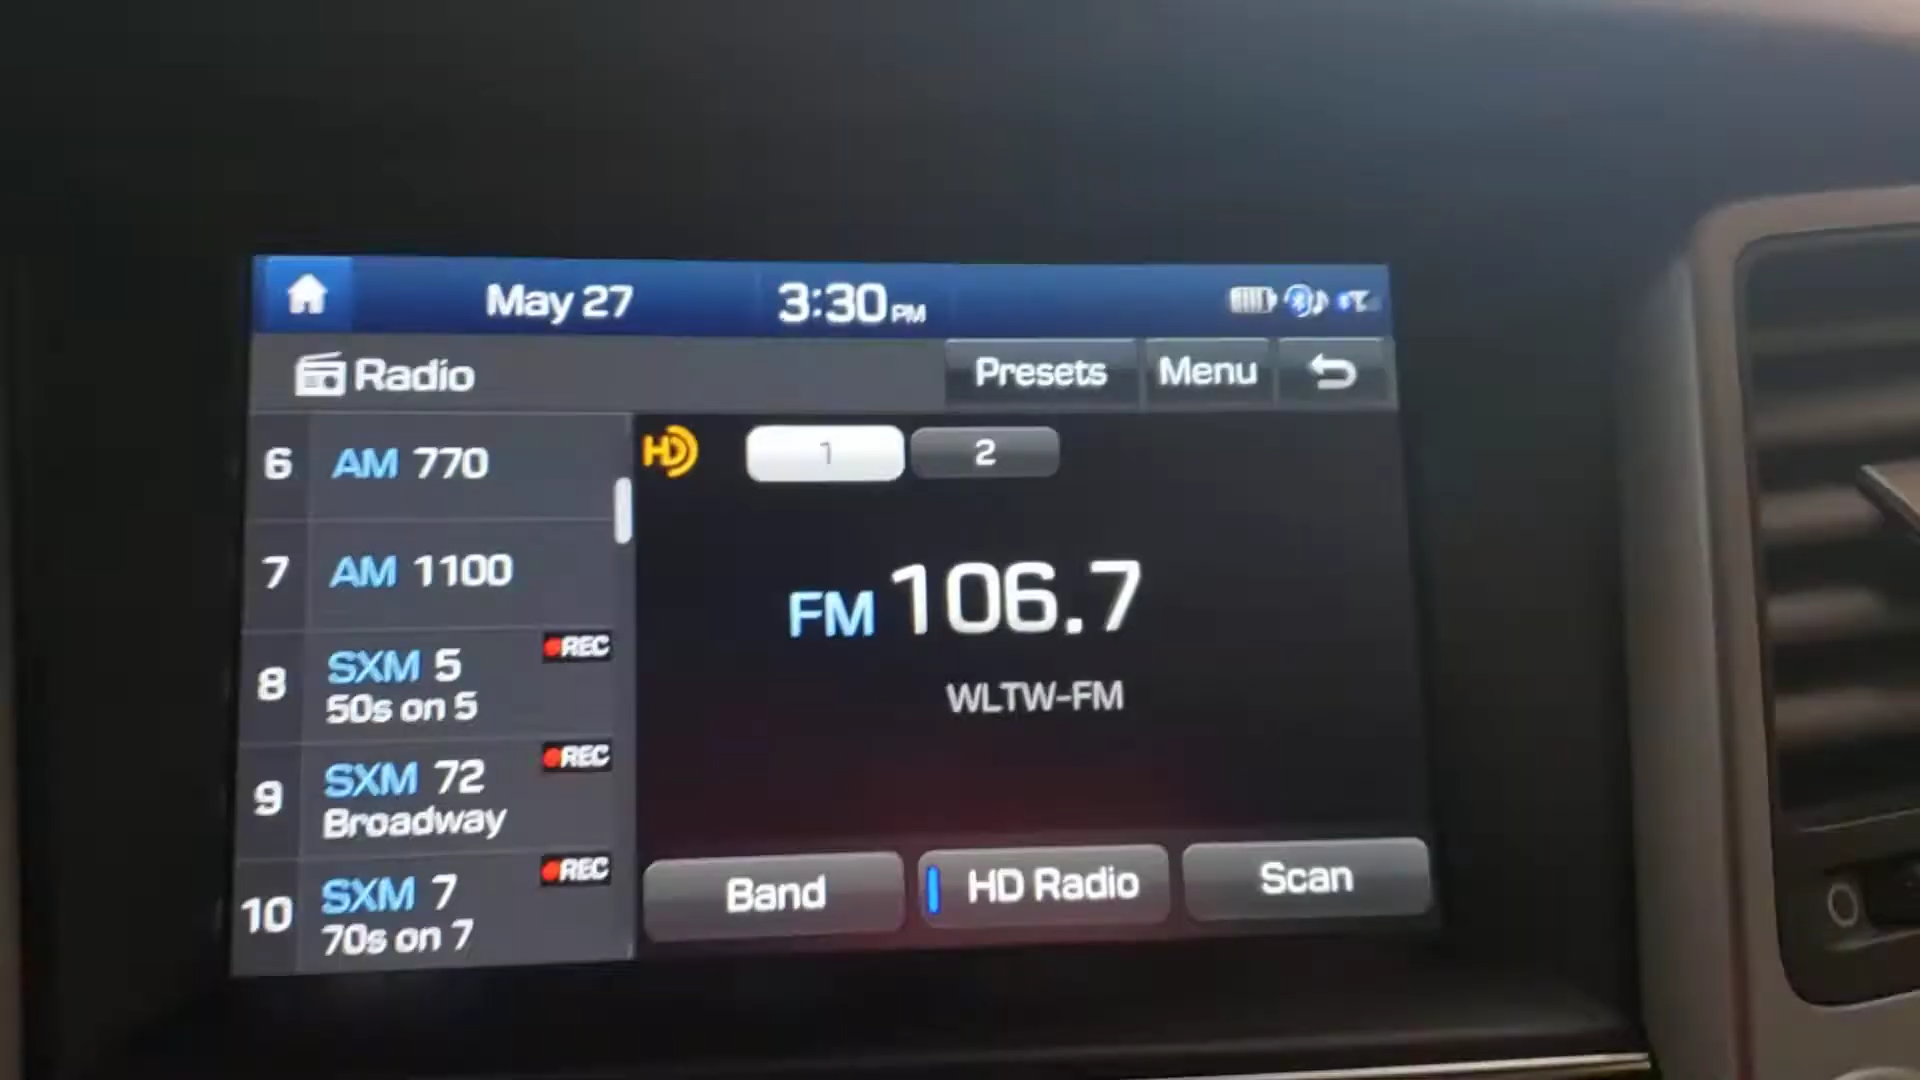 May 27 3:30 PM
Radio Presets Menu
6 AM 770
7 AM 1100
8 SXM 5 REC
50s on 5
9 SXM 72 REC
Broadway
10 SXM 7 REC
70s on 7
HD 1 2
FM 106.7
WLTW-FM
Band HD Radio Scan